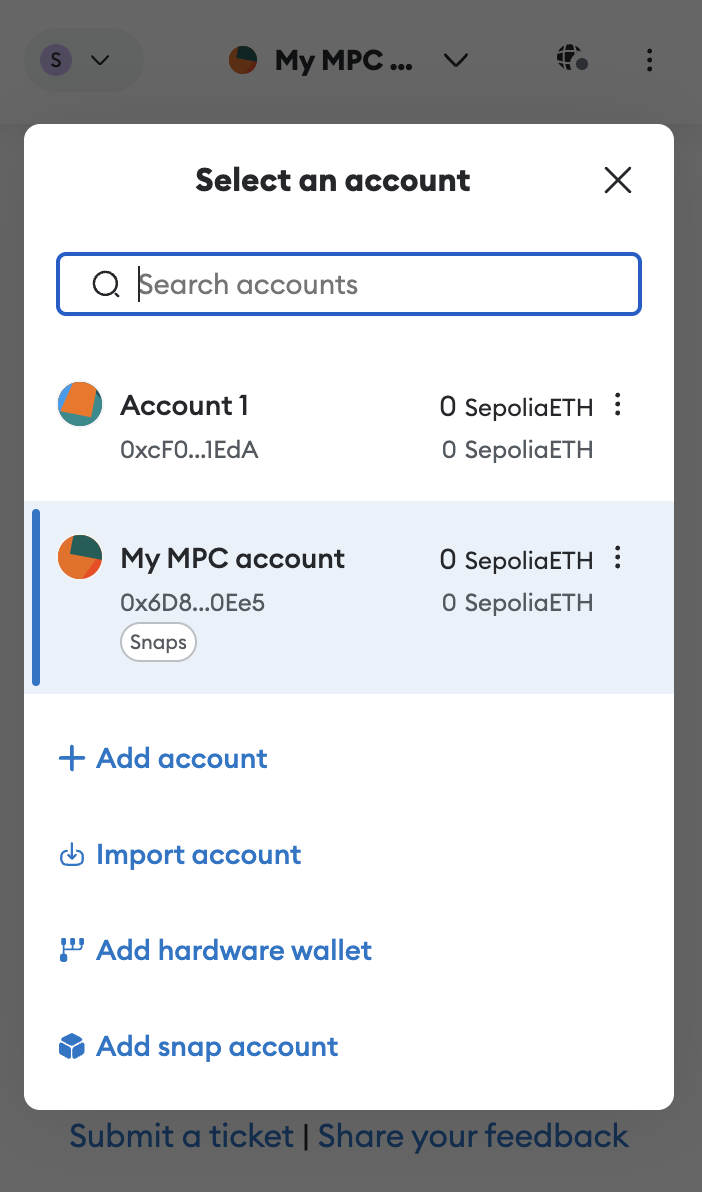 S
My MPC ...
Select an account
Search accounts
Account 1
0 SepoliaETH
0xcF0...1EdA
0 SepoliaETH
My MPC account
0 SepoliaETH
0x6D8...0Ee5
0 SepoliaETH
Snaps
Add account
Import account
Add hardware wallet
Add snap account
Submit a ticket | Share your feedback